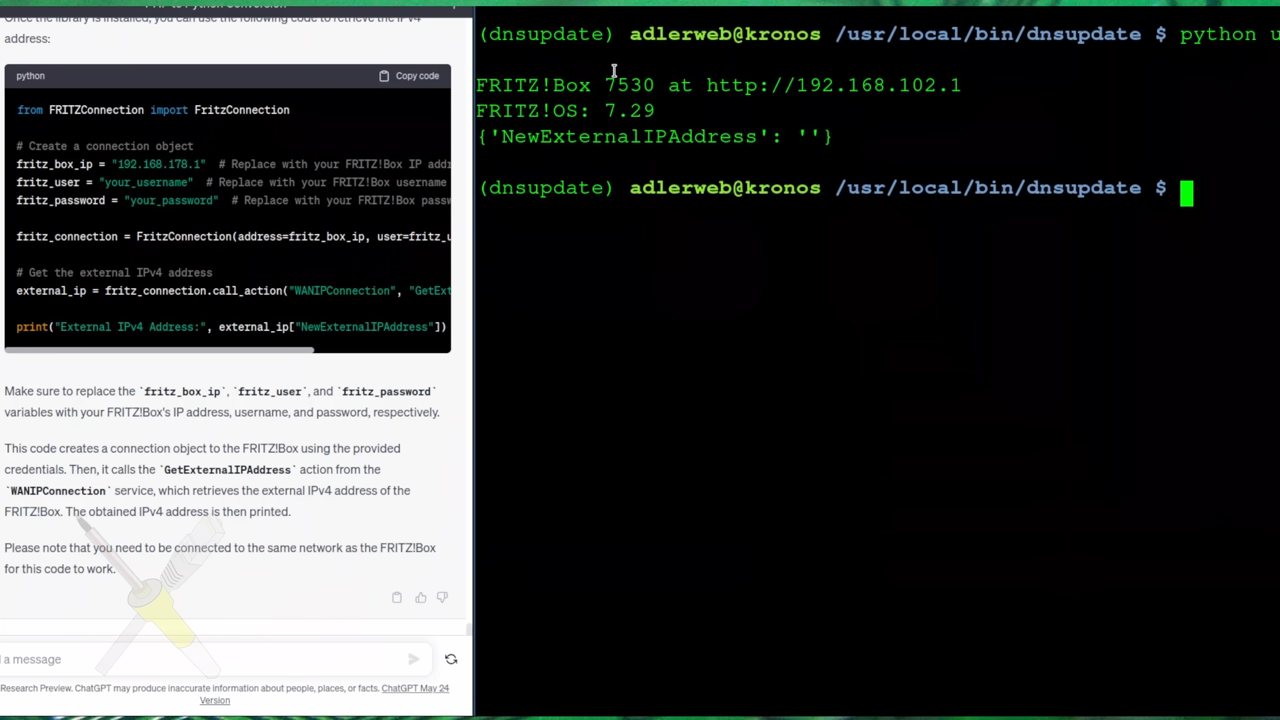 Once the library is installed, you can use the following code to retrieve the IPv4
address:
python
Copy code
from FRITZConnection import FritzConnection
# Create a connection object
fritz_box_ip = "192.168.178.1" # Replace with your FRITZ!Box IP addr
fritz_user = "your_username" # Replace with your FRITZ!Box username
fritz_password = "your_password" # Replace with your FRITZ!Box passw
fritz_connection = FritzConnection(address=fritz_box_ip, user=fritz_u
# Get the external IPv4 address
external_ip = fritz_connection.call_action("WANIPConnection", "GetExt
print("External IPv4 Address:", external_ip["NewExternalIPAddress"])
Make sure to replace the `fritz_box_ip`, `fritz_user`, and `fritz_password`
variables with your FRITZ!Box's IP address, username, and password, respectively.
This code creates a connection object to the FRITZ!Box using the provided
credentials. Then, it calls the `GetExternalIPAddress` action from the
`WANIPConnection` service, which retrieves the external IPv4 address of the
FRITZ!Box. The obtained IPv4 address is then printed.
Please note that you need to be connected to the same network as the FRITZ!Box
for this code to work.
d a message
Research Preview. ChatGPT may produce inaccurate information about people, places, or facts. ChatGPT May 24
Version
(dnsupdate) adlerweb@kronos /usr/local/bin/dnsupdate $ python u
FRITZ!Box 7530 at http://192.168.102.1
FRITZ!OS: 7.29
{'NewExternalIPAddress': ''}
(dnsupdate) adlerweb@kronos /usr/local/bin/dnsupdate $